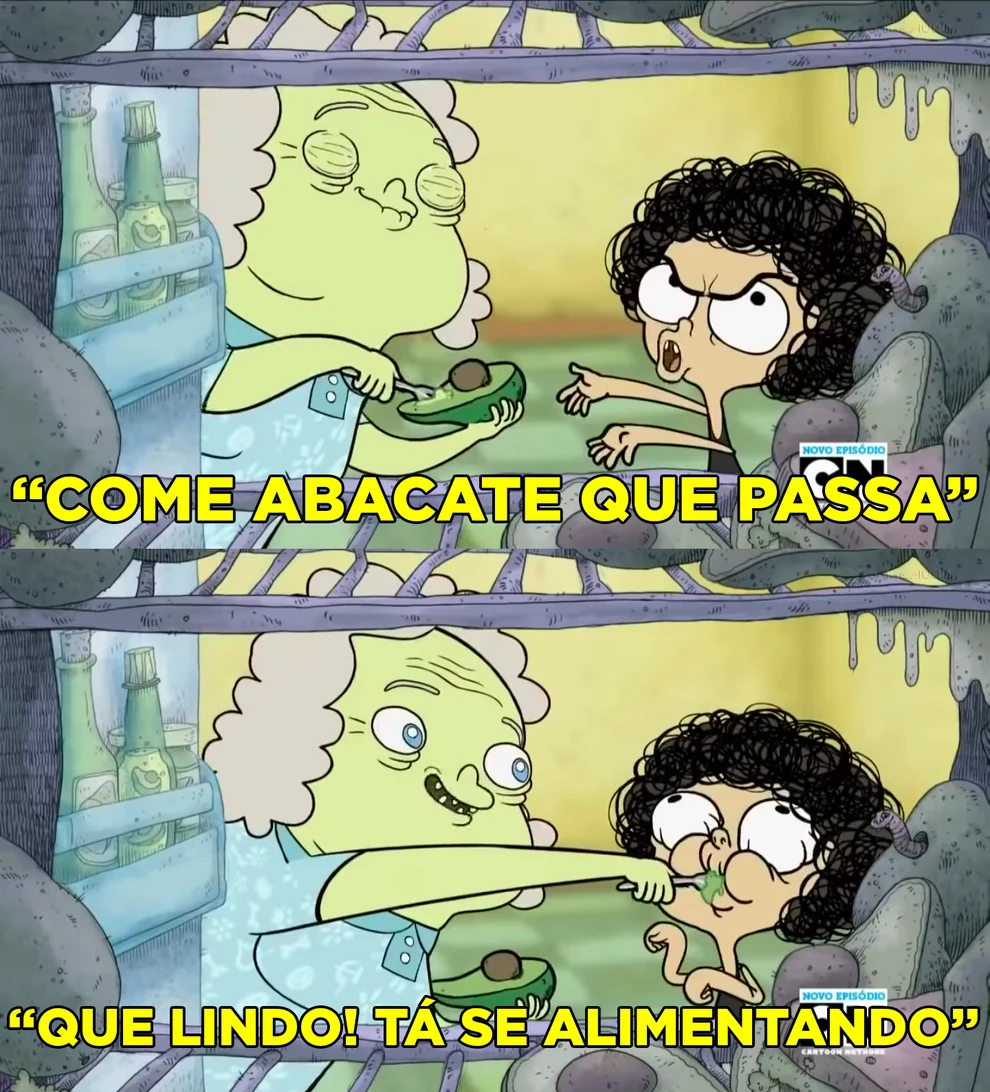 NOVO EPISÓDIO
CN
“COME ABACATE QUE PASSA”
NOVO EPISÓDIO
“QUE LINDO! TÁ SE ALIMENTANDO”
CARTOON NETWORK